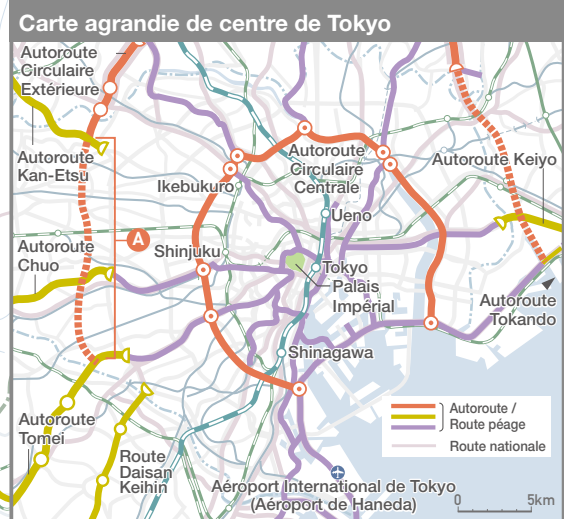 Carte agrandie de centre de Tokyo
Autoroute
Circulaire
Extérieure
Autoroute
Kan-Etsu
Ikebukuro
Autoroute
Circulaire
Centrale
Autoroute Keiyo
Ueno
A
Autoroute
Chuo
Shinjuku
Tokyo
Palais
Impérial
Autoroute
Tokando
Shinagawa
Autoroute
Tomei
Route
Daisan
Keihin
Aéroport International de Tokyo
(Aéroport de Haneda)
Autoroute /
Route péage
Route nationale
0 5km